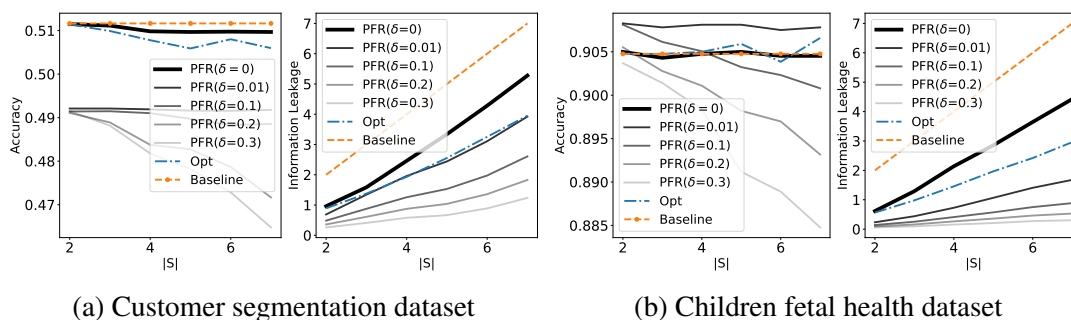 0.51
0.50
0.49
0.48
0.47
Accuracy
2
4
6
|S|
PFR(δ = 0)
PFR(δ=0.01)
PFR(δ=0.1)
PFR(δ=0.2)
PFR(δ=0.3)
Opt
Baseline
7
6
5
4
3
2
1
0
Information Leakage
2
4
6
|S|
PFR(δ=0)
PFR(δ=0.01)
PFR(δ=0.1)
PFR(δ=0.2)
PFR(δ=0.3)
Opt
Baseline
(a) Customer segmentation dataset
0.905
0.900
0.895
0.890
0.885
Accuracy
2
4
6
|S|
PFR(δ = 0)
PFR(δ=0.01)
PFR(δ=0.1)
PFR(δ=0.2)
PFR(δ=0.3)
Opt
Baseline
7
6
5
4
3
2
1
0
Information Leakage
2
4
6
|S|
PFR(δ=0)
PFR(δ=0.01)
PFR(δ=0.1)
PFR(δ=0.2)
PFR(δ=0.3)
Opt
Baseline
(b) Children fetal health dataset